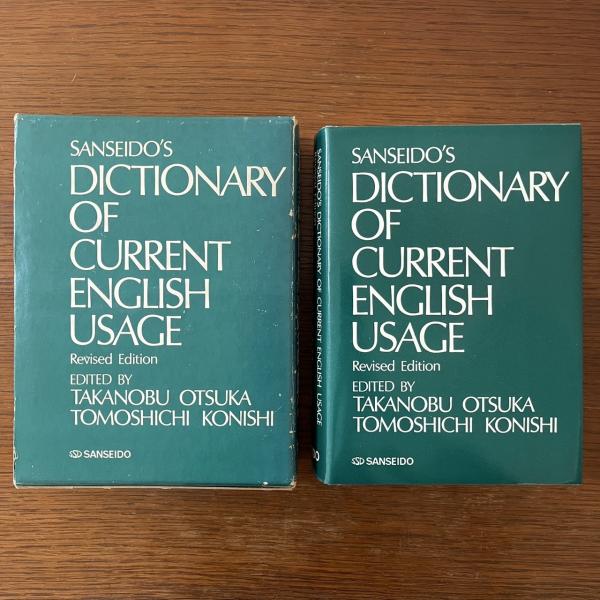 SANSEIDO'S
DICTIONARY
OF
CURRENT
ENGLISH
USAGE
Revised Edition
EDITED BY
TAKANOBU OTSUKA
TOMOSHICHI KONISHI
SANSEIDO
SANSEIDO'S DICTIONARY OF CURRENT ENGLISH USAGE
SANSEIDO'S
DICTIONARY
OF
CURRENT
ENGLISH
USAGE
Revised Edition
EDITED BY
TAKANOBU OTSUKA
TOMOSHICHI KONISHI
SANSEIDO